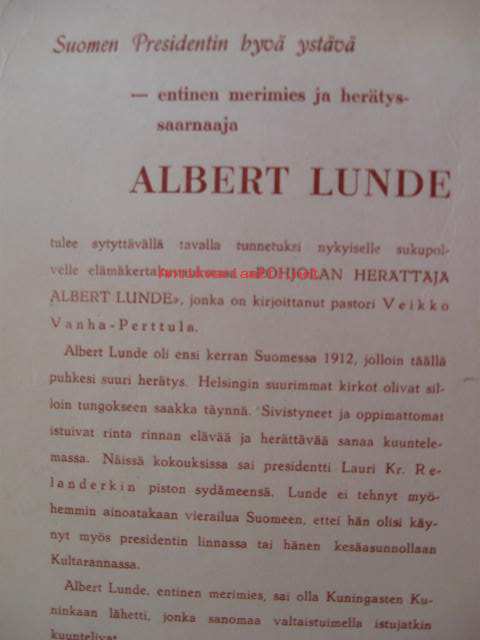 Suomen Presidentin hyvä ystävä
— entinen merimies ja herätys-
saarnaaja
ALBERT LUNDE
tulee sytyttävällä tavalla tunnetuksi nykyiselle sukupol-
velle »POHJOLAN HERÄTTÄJÄ
ALBERT LUNDE», jonka on kirjoittanut pastori Veikko
Vanha-Perttula.
Albert Lunde oli ensi kerran Suomessa 1912, jolloin täällä
puhkesi suuri herätys. Helsingin suurimmat kirkot olivat sil-
loin tungokseen saakka täynnä. Sivistyneet ja oppimattomat
istuivat rinta rinnan elävää ja herättävää sanaa kuuntele-
massa. Näissä kokouksissa sai presidentti Lauri Kr. Re-
landerkin piston sydämeensä. Lunde ei tehnyt myö-
hemmin ainoatakaan vierailua Suomeen, ettei hän olisi käy-
nyt myös presidentin linnassa tai hänen kesäasunnollaan
Kultarannassa.
Albert Lunde, entinen merimies, sai olla Kuningasten Ku-
ninkaan lähetti, jonka sanomaa valtaistuimella istujatkin
kuuntelivat